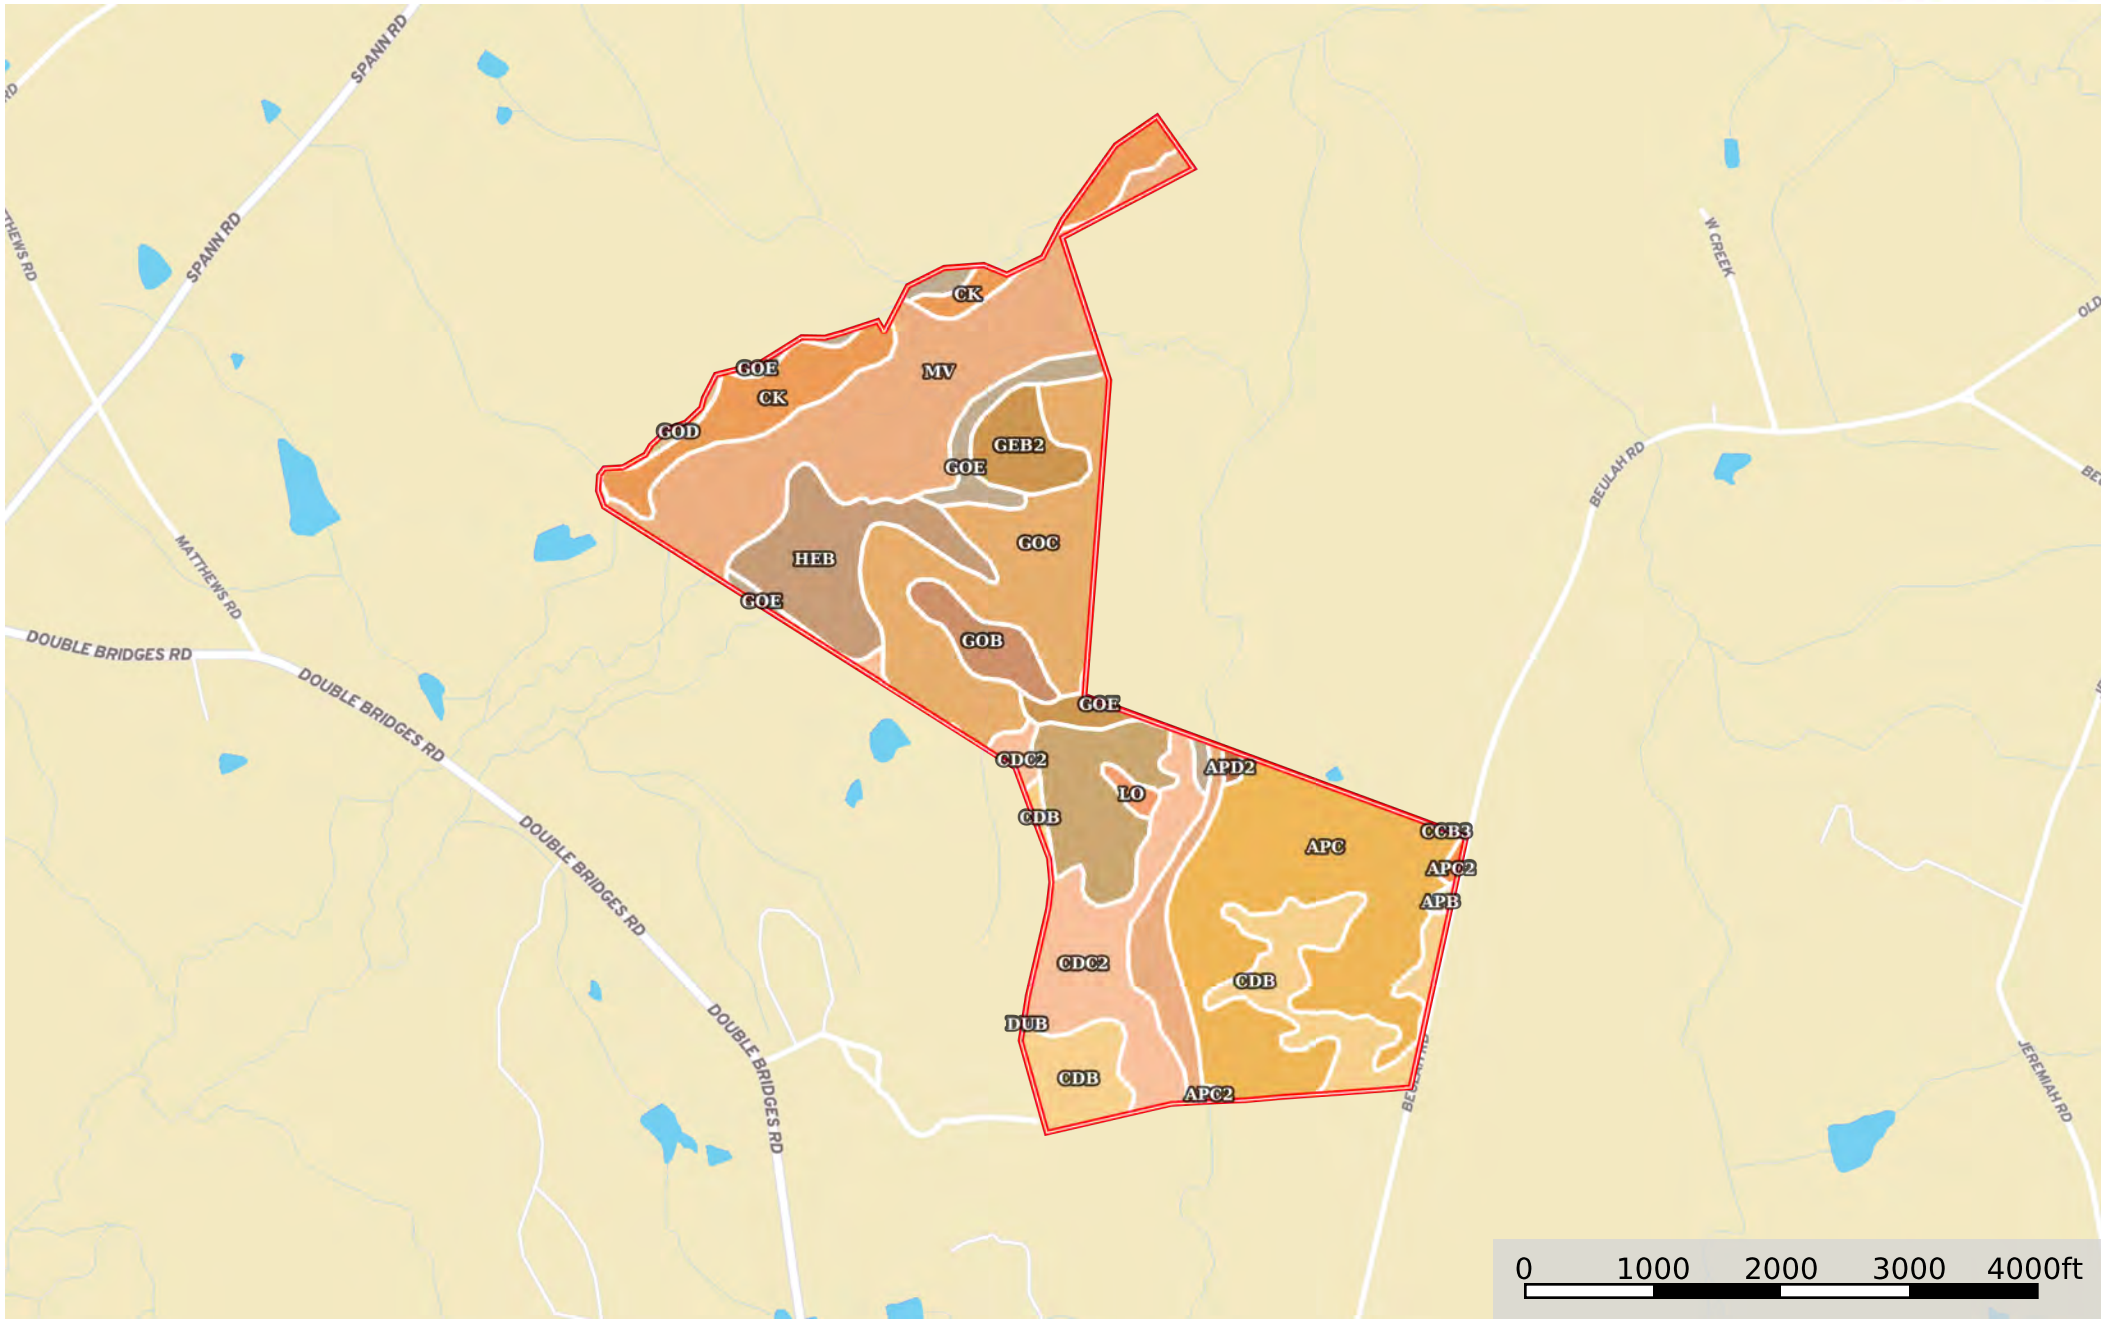 SPANN RD
RD
SPANN RD
W CREEK
OLD
CK
GOE
MV
CK
GOD
GEB2
GOE
BEULAH RD
MATTHEWS RD
GOC
HEB
GOE
DOUBLE BRIDGES RD
GOB
DOUBLE BRIDGES RD
GOE
CDC2
APD2
LO
CDB
CCB3
APC
DOUBLE BRIDGES RD
APC2
APB
CDC2
CDB
DUB
DOUBLE BRIDGES RD
CDB
APC2
JEREMIAH RD
0 1000 2000 3000 4000ft